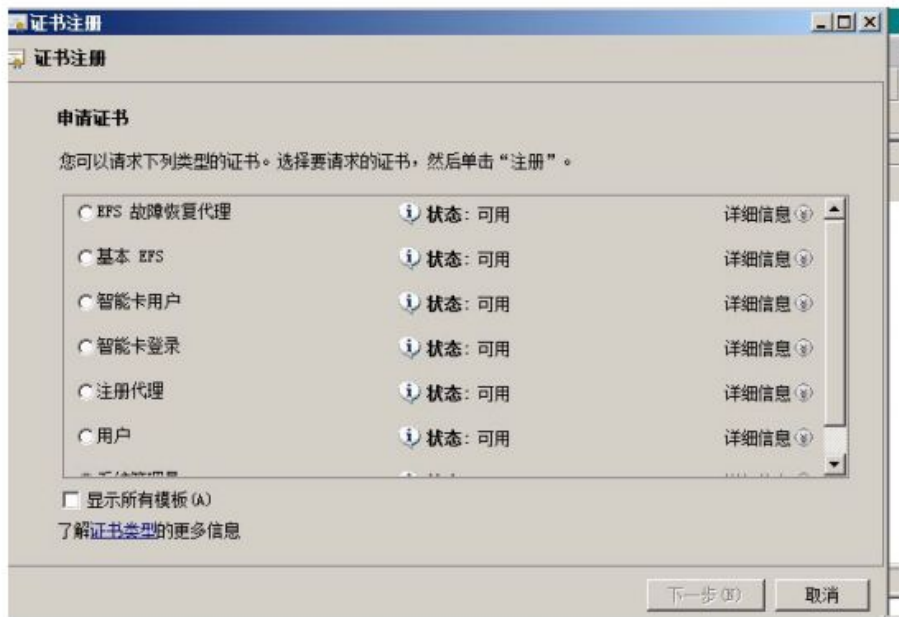 证书注册
证书注册
申请证书
您可以请求下列类型的证书。选择要请求的证书，然后单击“注册”。
EFS 故障恢复代理 状态: 可用 详细信息
基本 EFS 状态: 可用 详细信息
智能卡用户 状态: 可用 详细信息
智能卡登录 状态: 可用 详细信息
注册代理 状态: 可用 详细信息
用户 状态: 可用 详细信息
显示所有模板(A)
了解证书类型的更多信息
下一步(N) 取消